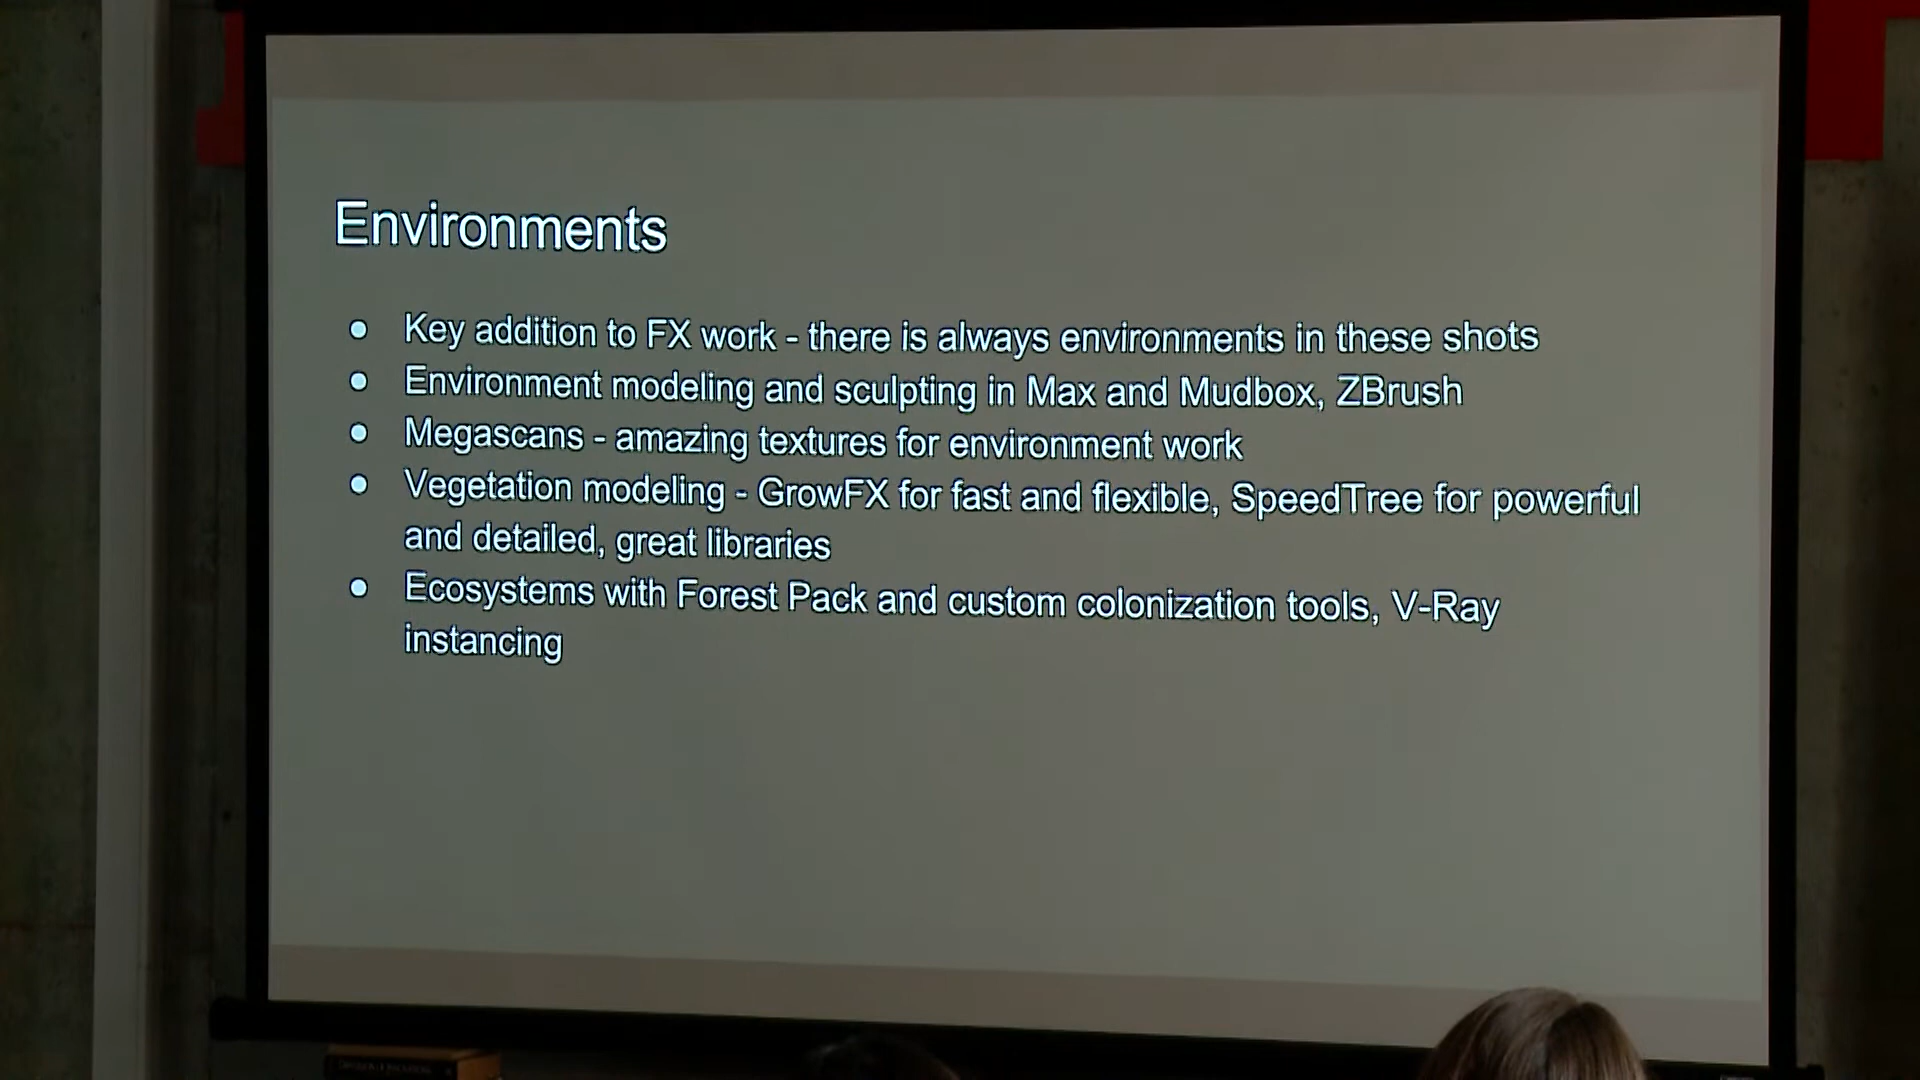 Environments
● Key addition to FX work - there is always environments in these shots
● Environment modeling and sculpting in Max and Mudbox, ZBrush
● Megascans - amazing textures for environment work
● Vegetation modeling - GrowFX for fast and flexible, SpeedTree for powerful
and detailed, great libraries
● Ecosystems with Forest Pack and custom colonization tools, V-Ray
instancing